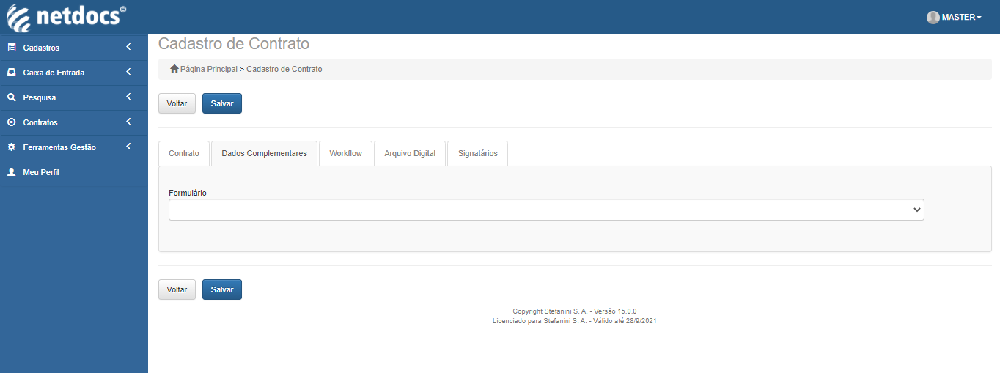 netdocs©
MASTER
Cadastros
Caixa de Entrada
Pesquisa
Contratos
Ferramentas Gestão
Meu Perfil
Cadastro de Contrato
Página Principal > Cadastro de Contrato
Voltar Salvar
Contrato Dados Complementares Workflow Arquivo Digital Signatários
Formulário
Voltar Salvar
Copyright Stefanini S. A. - Versão 15.0.0
Licenciado para Stefanini S. A. - Válido até 28/9/2021